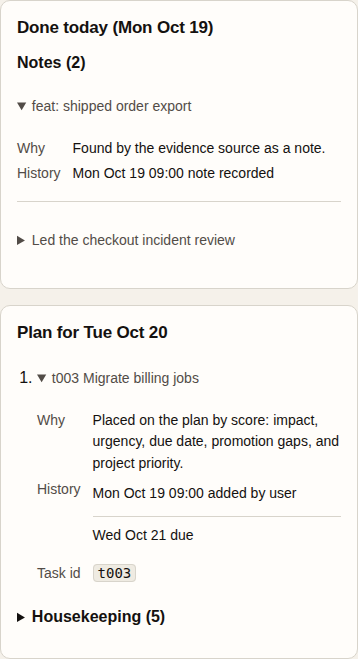 Done today (Mon Oct 19)
Notes (2)
feat: shipped order export
Why Found by the evidence source as a note.
History Mon Oct 19 09:00 note recorded
Led the checkout incident review
Plan for Tue Oct 20
1. t003 Migrate billing jobs
Why Placed on the plan by score: impact,
urgency, due date, promotion gaps, and
project priority.
History Mon Oct 19 09:00 added by user
Wed Oct 21 due
Task id t003
Housekeeping (5)